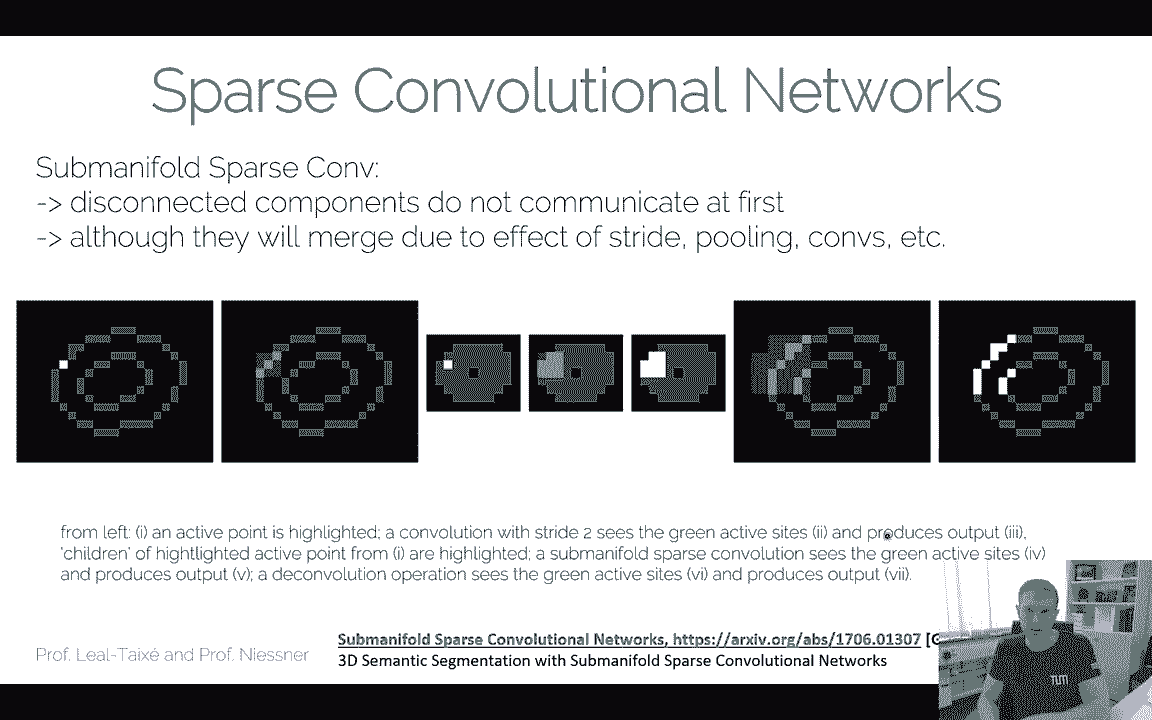 Sparse Convolutional Networks
Submanifold Sparse Conv:
-> disconnected components do not communicate at first
-> although they will merge due to effect of stride, pooling, convs, etc.
from left: (i) an active point is highlighted; a convolution with stride 2 sees the green active sites (ii) and produces output (iii),
'children' of hightlighted active point from (i) are highlighted; a submanifold sparse convolution sees the green active sites (iv)
and produces output (v); a deconvolution operation sees the green active sites (vi) and produces output (vii).
Prof. Leal-Taixé and Prof. Niessner
Submanifold Sparse Convolutional Networks, https://arxiv.org/abs/1706.01307
3D Semantic Segmentation with Submanifold Sparse Convolutional Networks
TUM